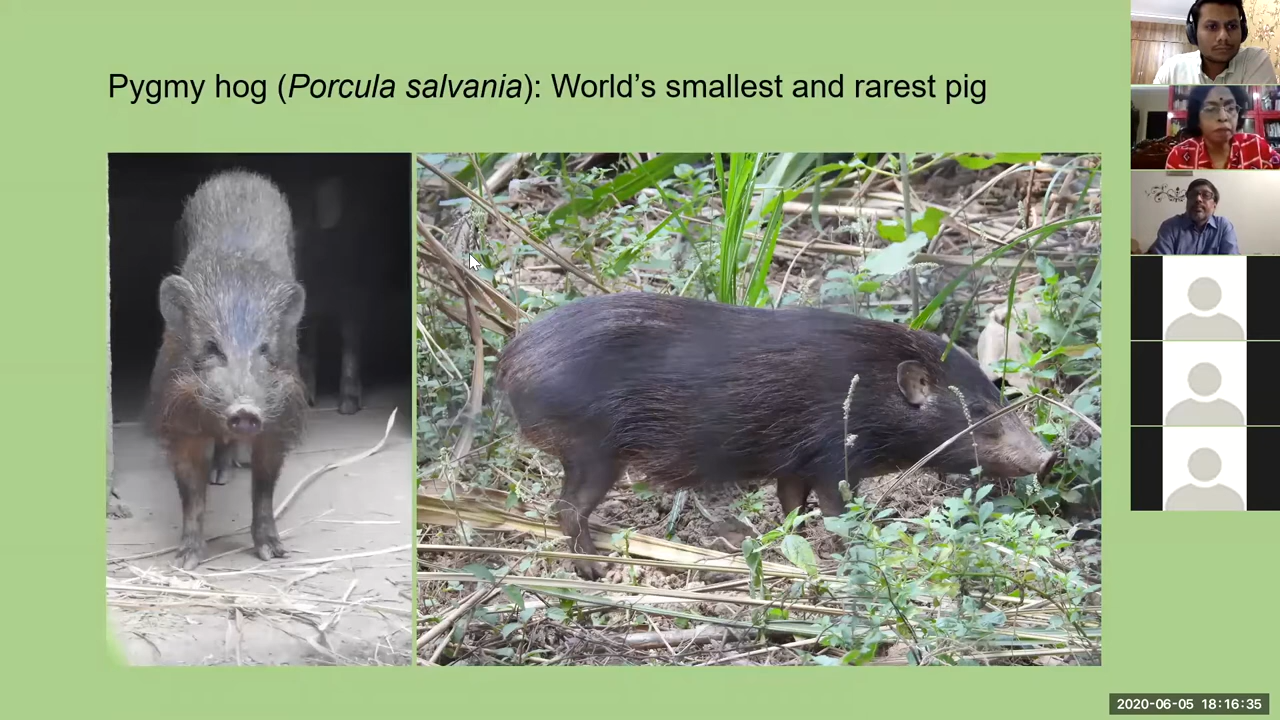 Pygmy hog (Porcula salvania): World’s smallest and rarest pig
2020-06-05 18:16:35